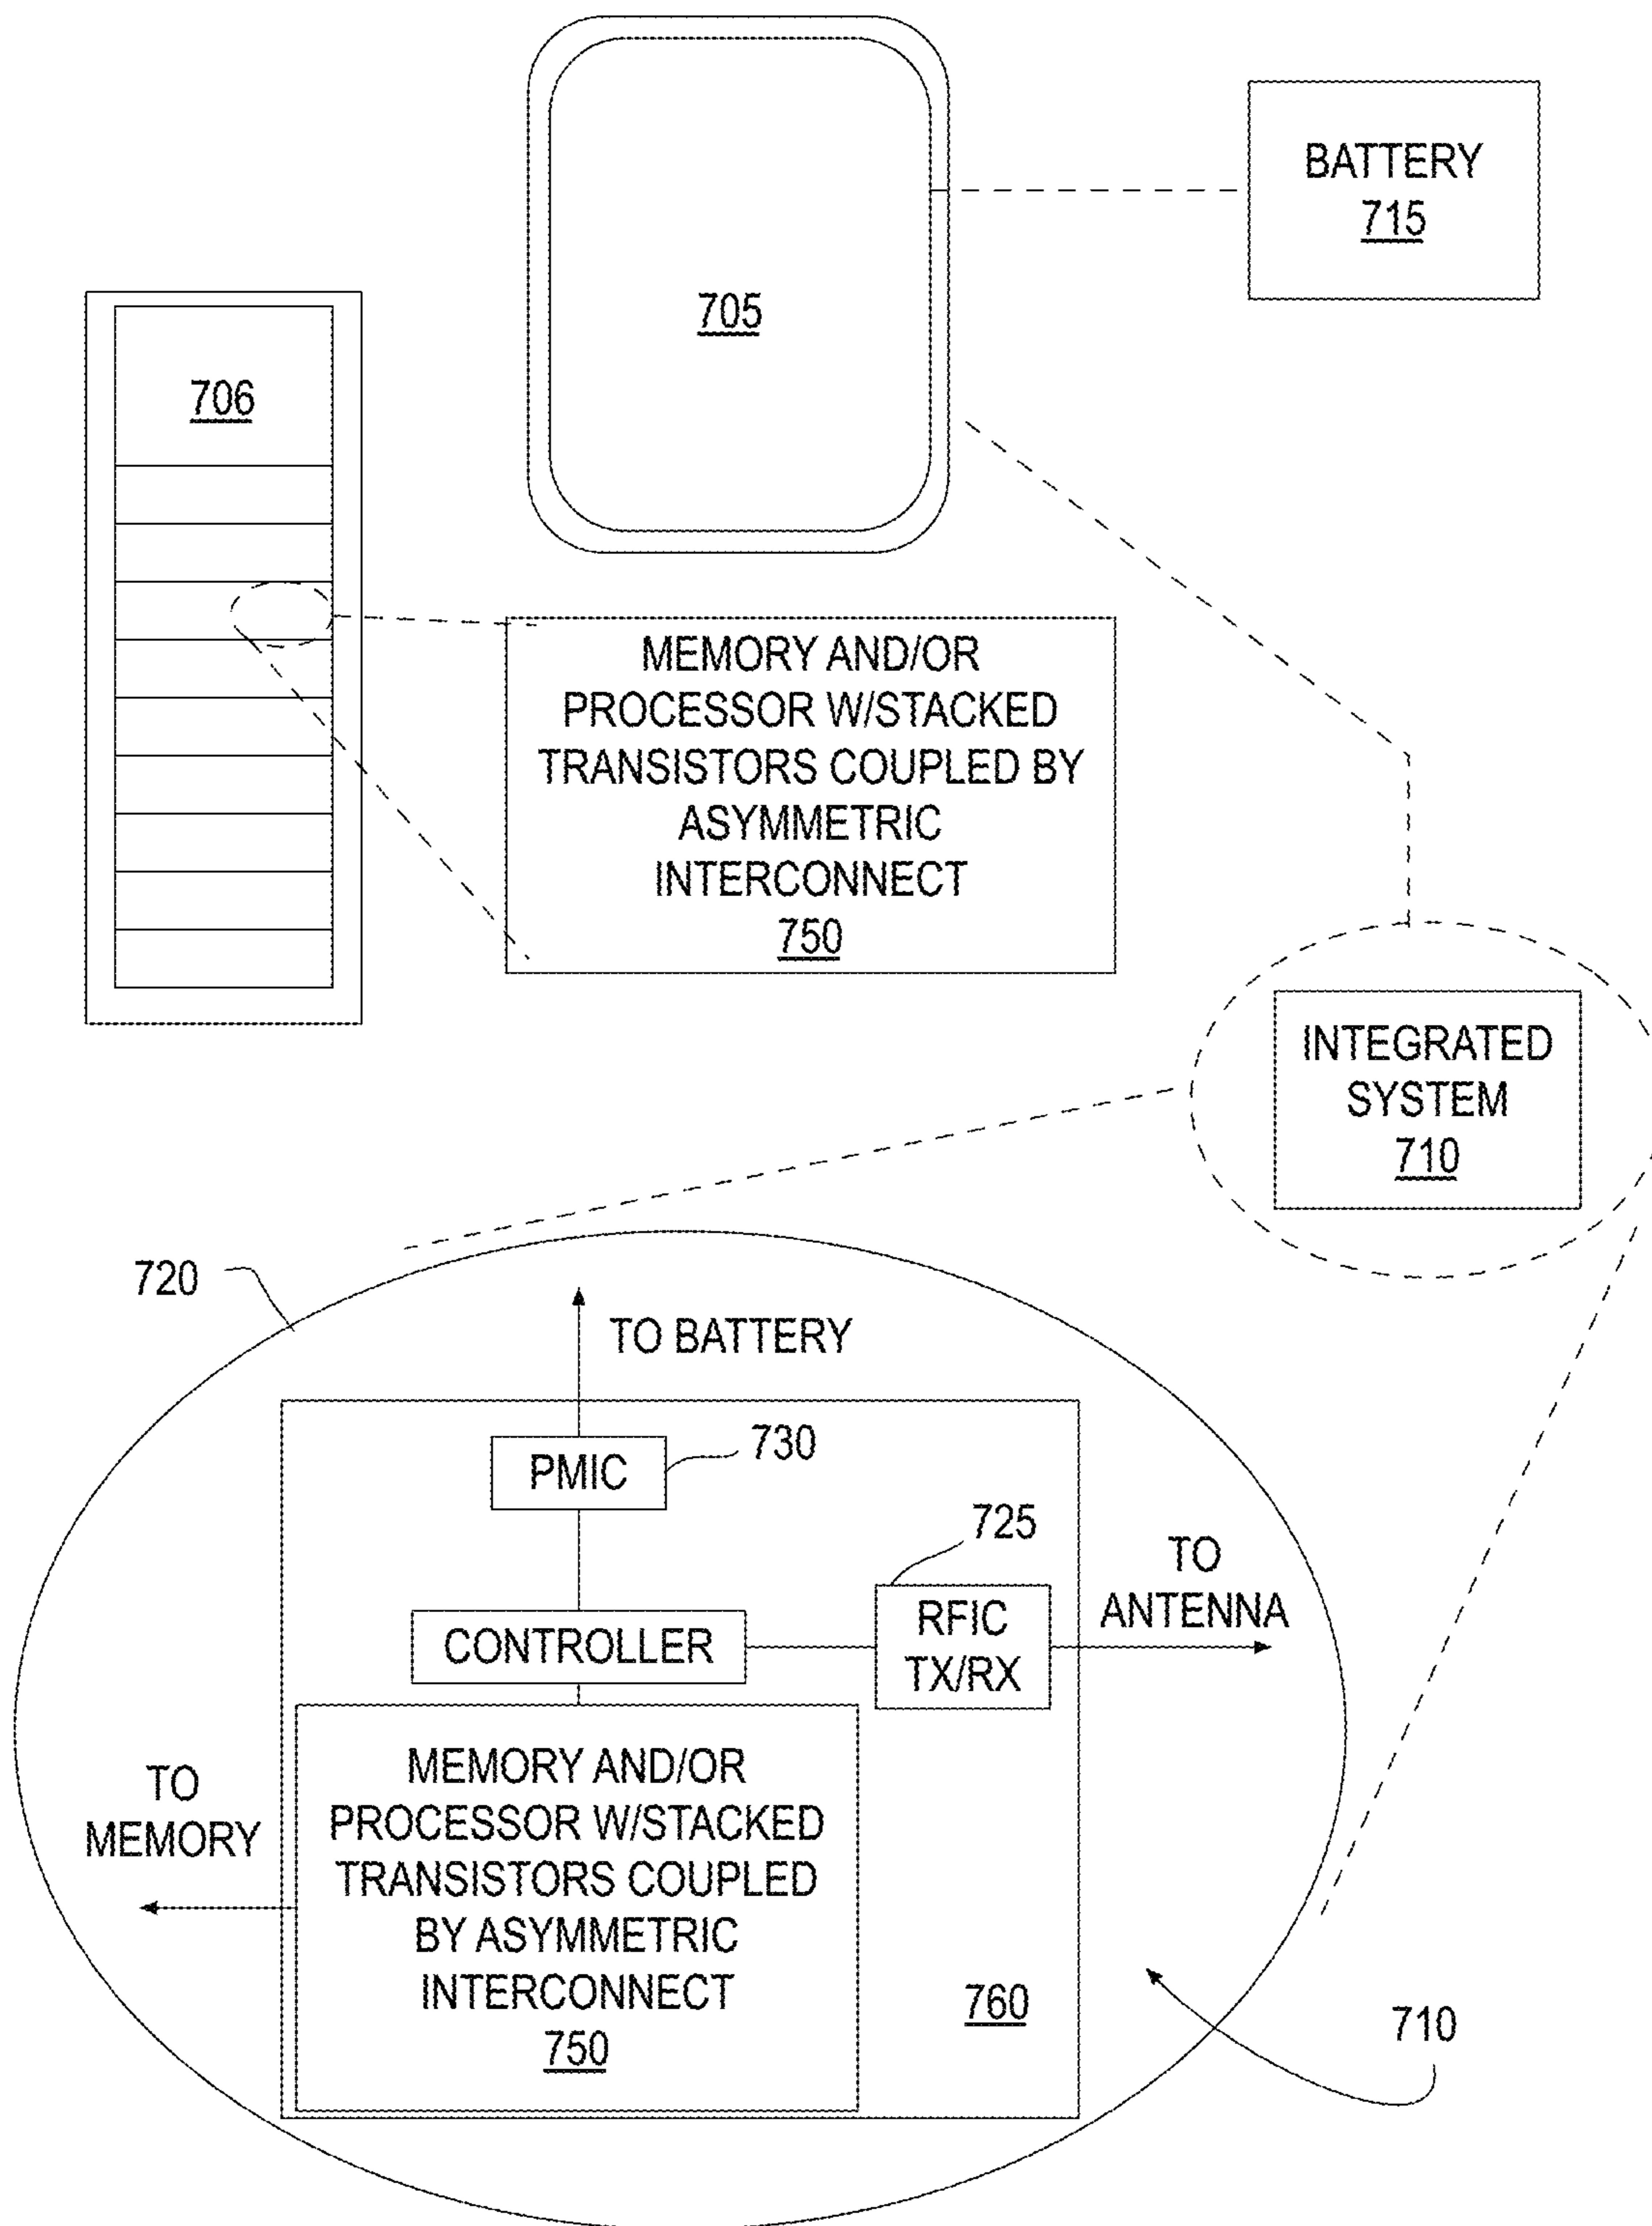 BATTERY
715
705
706
MEMORY AND/OR
PROCESSOR W/STACKED
TRANSISTORS COUPLED BY
ASYMMETRIC
INTERCONNECT
750
INTEGRATED
SYSTEM
710
720
TO BATTERY
PMIC
730
725
TO
ANTENNA
RFIC
TX/RX
CONTROLLER
TO
MEMORY
MEMORY AND/OR
PROCESSOR W/STACKED
TRANSISTORS COUPLED
BY ASYMMETRIC
INTERCONNECT
750
760
710